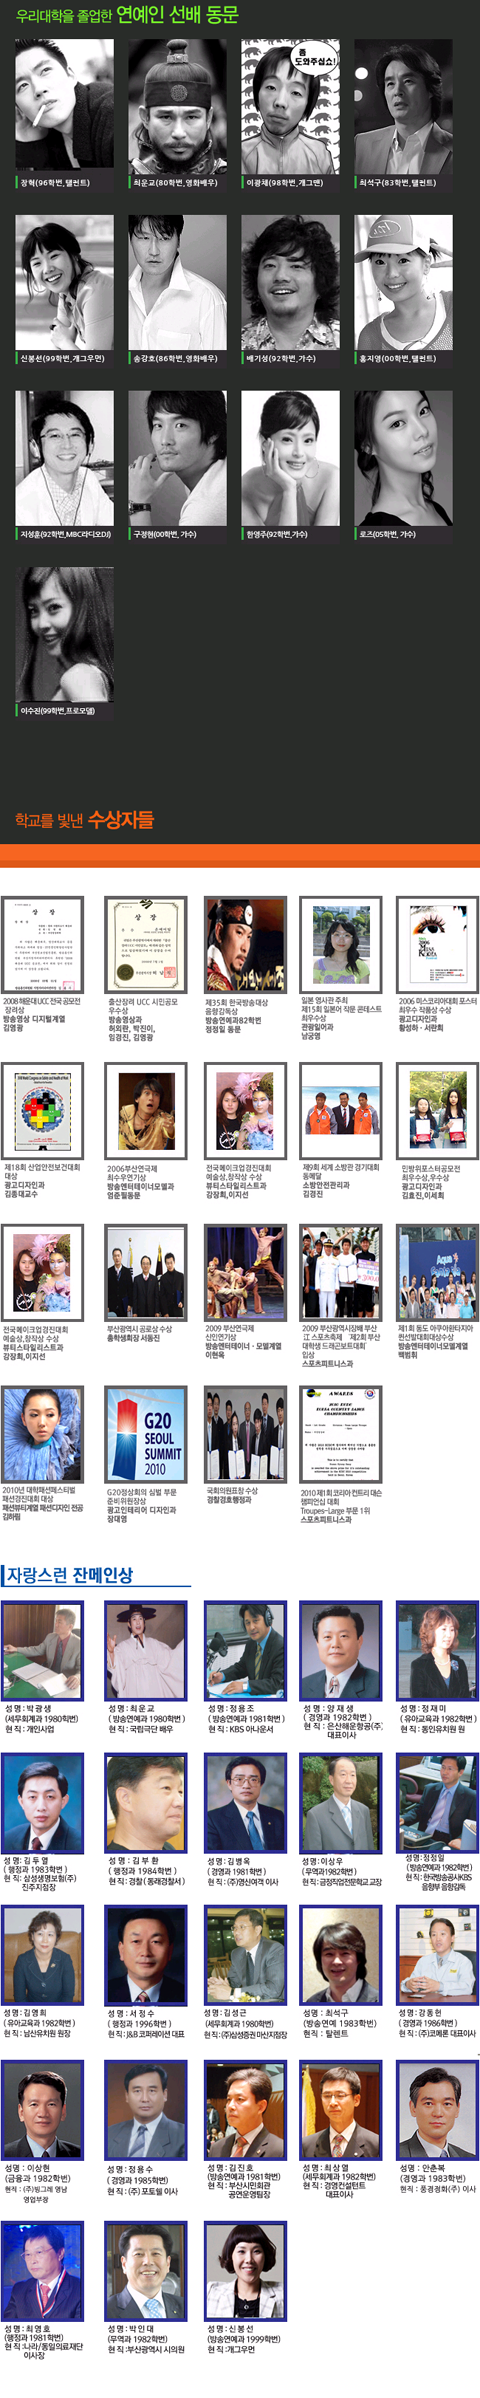 우리대학을 졸업한 연예인 선배 동문
좀
도와주십쇼!
장혁(96학번,탤런트)
최운교(80학번,영화배우)
이광채(98학번,개그맨)
최석구(83학번,탤런트)
신봉선(99학번,개그우먼)
송강호(86학번,영화배우)
배기성(92학번,가수)
홍지영(00학번,탤런트)
지성훈(92학번,MBC라디오DJ)
구정현(00학번, 가수)
한영주(92학번,가수)
로즈(05학번, 가수)
이수진(99학번,프로모델)
학교를 빛낸 수상자들
상 장
상 장
2008 해운대 UCC 전국 공모전
장려상
방송영상 디지털계열
김영광
출산장려 UCC 시민공모
우수상
방송영상과
허외란, 박진이,
임경진, 김영광
제35회 한국방송대상
음향감독상
방송연예과82학번
정정일 동문
일본 영사관 주최
제15회 일본어 작문 콘테스트
최우수상
관광일어과
남궁영
2006 미스코리아대회 포스터
최우수 작품상 수상
광고디자인과
황성하 · 서란희
제18회 산업안전보건대회
대상
광고디자인과
김종대교수
2006부산연극제
최수우연기상
방송엔터테이너모델과
염준필동문
전국메이크업경진대회
예술상,창작상 수상
뷰티스타일리스트과
강장희,이지선
제9회 세계 소방관 경기대회
동메달
소방안전관리과
김경진
민방위포스터공모전
최우수상,우수상
광고디자인과
김효진,이세희
전국메이크업경진대회
예술상,창작상 수상
뷰티스타일리스트과
강장희,이지선
부산광역시 공로상 수상
총학생회장 서동진
2009 부산연극제
신인연기상
방송엔터테이너 · 모델계열
이현욱
2009 부산광역시장배 부산
江 스포츠축제 「제2회 부산
대학생 드래곤보트대회」
입상
스포츠피트니스과
제1회 동도 아쿠아환타지아
퀸선발대회대상수상
방송엔터테이너모델계열
백범휘
G20
SEOUL
SUMMIT
2010
AWARDS
2010년 대학패션페스티벌
패션경진대회 대상
패션뷰티계열 패션디자인 전공
김하림
G20정상회의 심벌 부문
준비위원장상
광고인테리어 디자인과
장대영
국회의원표창 수상
경찰경호행정과
2010 제1회 코리아 컨트리 댄슨
챔피언십 대회
Troupes-Large 부문 1위
스포츠피트니스과
자랑스런 잔메인상
성 명 : 박 광 생
(세무회계과 1980학번)
현 직 : 개인사업
성 명 : 최 운 교
( 방송연예과 1980학번 )
현 직 : 국립극단 배우
성 명 : 정 용 조
( 방송연예과 1981학번 )
현 직 : KBS 아나운서
성 명 : 양 재 생
( 경영과 1982학번 )
현 직 : 은산해운항공(주)
대표이사
성 명 : 정 재 미
( 유아교육과 1982학번 )
현 직 : 동인유치원 원
성 명 : 김 두 열
( 행정과 1983학번 )
현 직 : 삼성생명보험(주)
진주지점장
성 명 : 김 부 환
( 행정과 1984학번 )
현 직 : 경찰 ( 동래경찰서 )
성 명 : 김 병 욱
( 경영과 1981학번 )
현 직 : (주)영신여객 이사
성 명 : 이 상 우
( 무역과1982학번 )
현 직 : 금정직업전문학교 교장
성 명 : 정정일
( 방송연예과 1982학번 )
현 직 : 한국방송공사KBS
음향부 음향감독
성 명 : 김 영 희
( 유아교육과 1982학번 )
현 직 : 남산유치원 원장
성 명 : 서 정 수
( 행정과 1996학번 )
현 직 : J&B 코퍼레이션 대표
성 명 : 김 성 근
(세무회계과 1980학번)
현 직 : (주)삼성증권 마산지점장
성 명 : 최석구
(방송연예 1983학번)
현직 : 탈렌트
성 명 : 강 동 헌
( 경영과 1986학번 )
현 직 : (주)코메론 대표이사
성 명 : 이상현
(금융과 1982학번)
현직 : (주)빙그레 영남
영업부장
성 명 : 정 용 수
( 경영과 1985학번)
현 직 : (주) 포토월 이사
성 명 : 김 진 호
(방송연예과 1981학번)
현 직 : 부산시민회관
공연운영팀장
성 명 : 최 상 열
(세무회계과 1982학번)
현 직 : 경영컨설턴트
대표이사
성 명 : 안춘복
(경영과 1983학번)
현직 : 풍경정화(주) 이사
성 명 : 최 영 호
(행정과 1981학번)
현 직 :나라/동일의료재단
이사장
성 명 : 박 인 대
(무역과 1982학번)
현 직 :부산광역시 시의원
성 명 : 신 봉 선
(방송연예과 1999학번)
현 직 :개그우먼